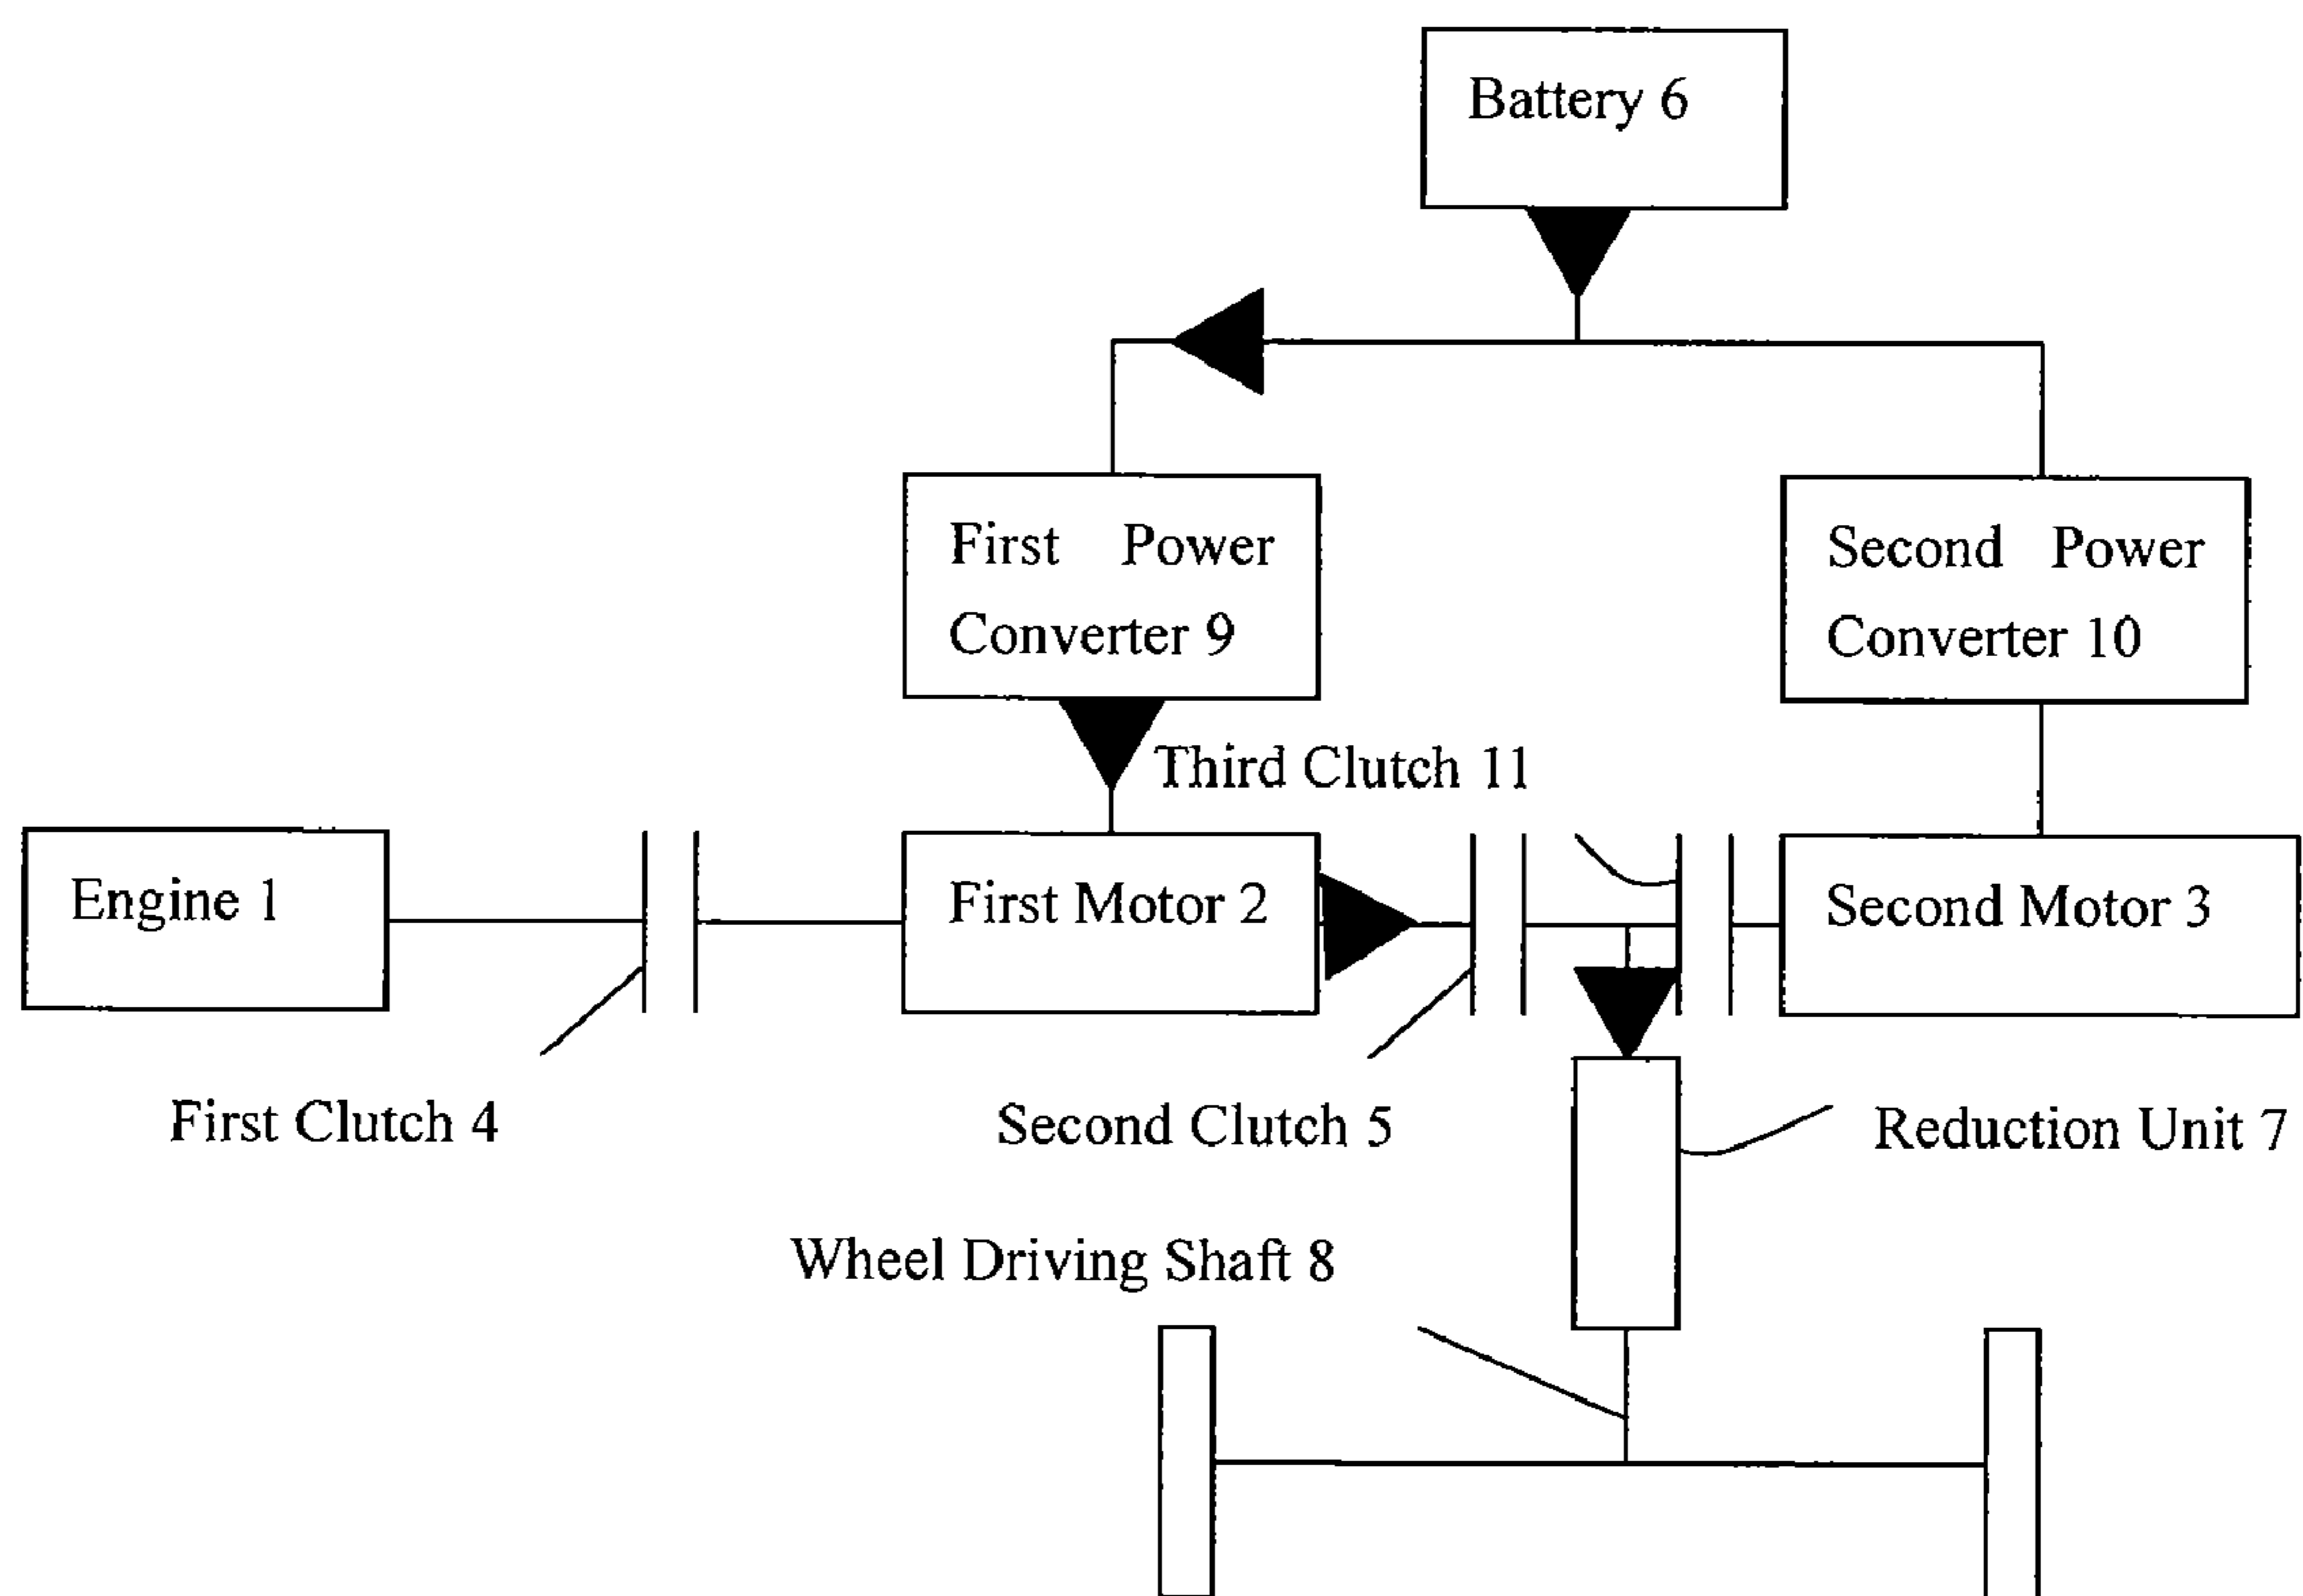 Battery 6
First Power
Converter 9
Second Power
Converter 10
Third Clutch 11
Engine 1
First Motor 2
Second Motor 3
First Clutch 4
Second Clutch 5
Reduction Unit 7
Wheel Driving Shaft 8